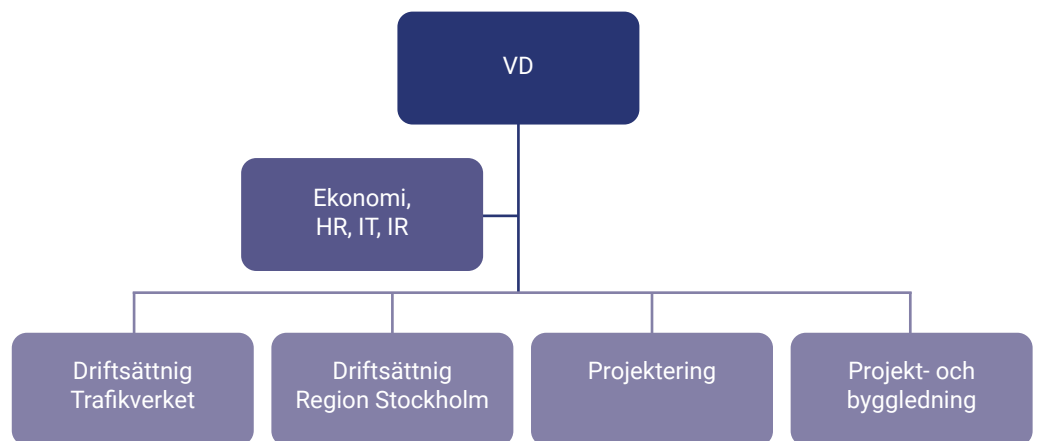 VD
Ekonomi,
HR, IT, IR
Driftsättnig
Trafikverket
Driftsättnig
Region Stockholm
Projektering
Projekt- och
byggledning